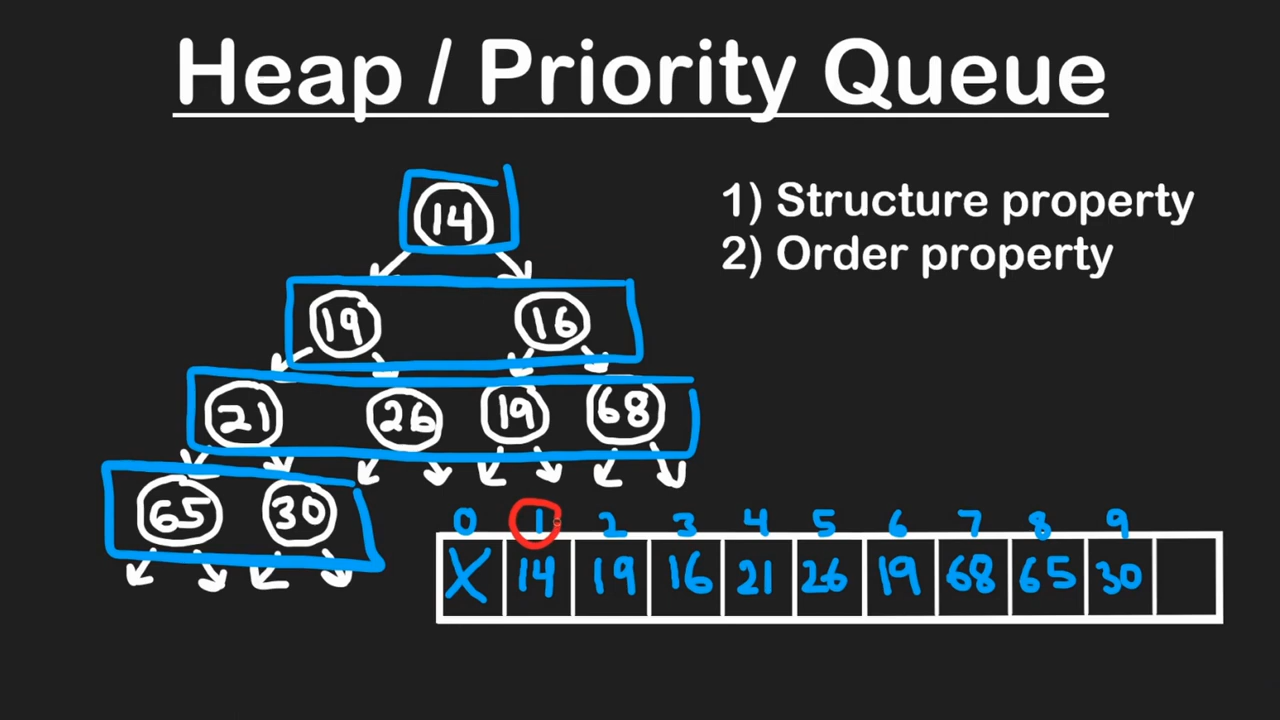 Heap / Priority Queue
1) Structure property
2) Order property
14
19 16
21 26 19 68
65 30
0 1 2 3 4 5 6 7 8 9
X 14 19 16 21 26 19 68 65 30